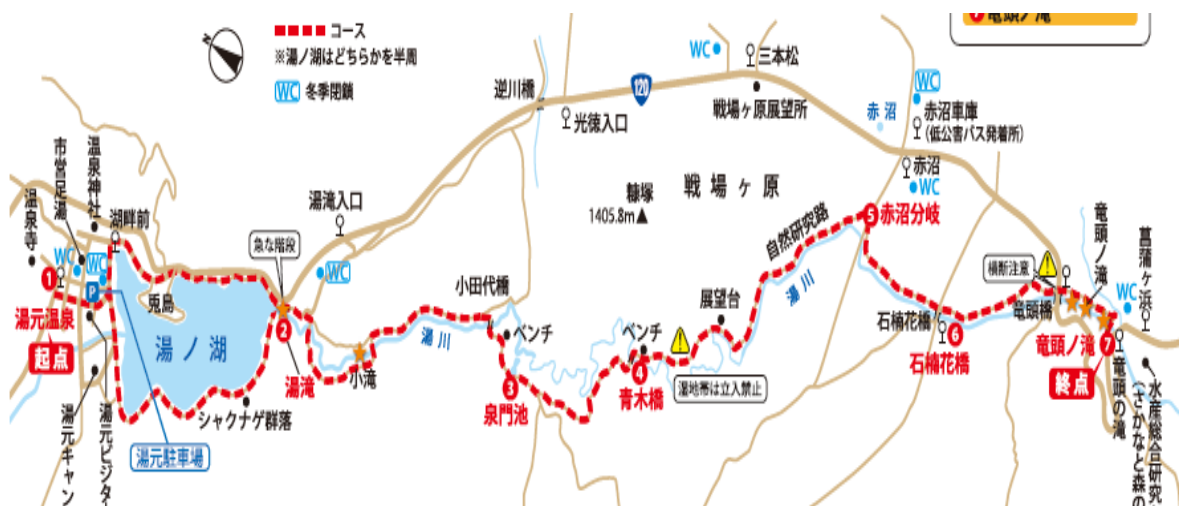 ❼竜頭ノ滝
N
コース
※湯ノ湖はどちらかを半周
WC 冬季閉鎖
逆川橋
120
光徳入口
WC
三本松
戦場ヶ原展望所
赤沼
WC
赤沼車庫
(低公害バス発着所)
赤沼
WC
温泉寺
市営足湯
温泉神社
湖畔前
湯滝入口
急な階段
WC
WC
WC
P
1
湯元温泉
起点
兎島
湯ノ湖
2
湯滝
小滝
湯川
小田代橋
ベンチ
3
泉門池
シャクナゲ群落
湯元駐車場
湯元キャン
湯元ビジタ
糠塚
1405.8m▲
戦場ヶ原
自然研究路
湯川
展望台
ベンチ
4
青木橋
湿地帯は立入禁止
5
赤沼分岐
石楠花橋
6
石楠花橋
横断注意
竜頭橋
竜頭ノ滝
WC
菖蒲ヶ浜
竜頭ノ滝
7
終点
竜頭の滝
水産総合研究
(さかなと森の